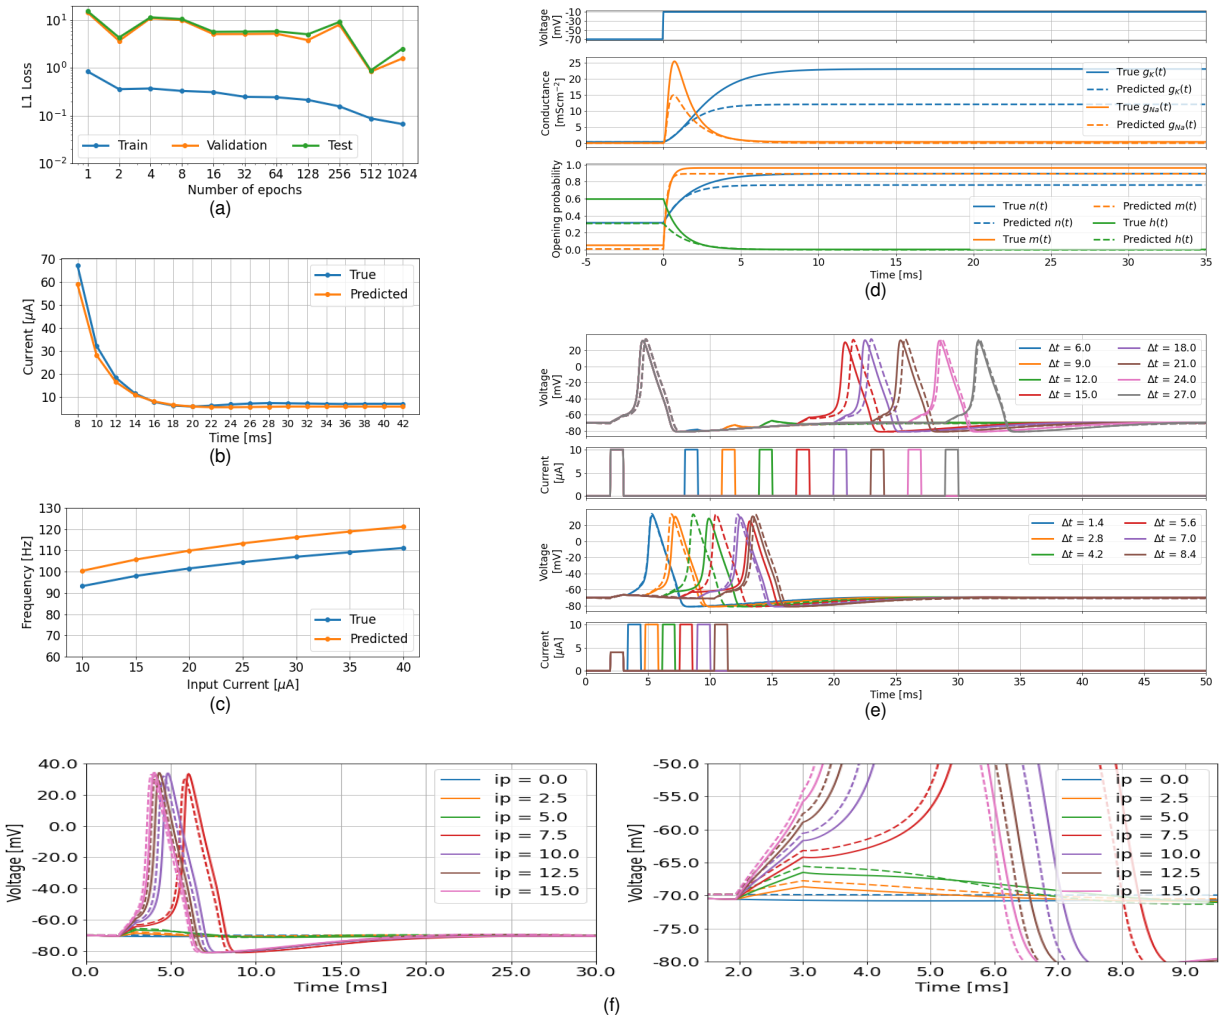 10¹
10⁰
10⁻¹
10⁻²
L1 Loss
Train
Validation
Test
1 2 4 8 16 32 64 128 256 512 1024
Number of epochs
(a)
70
60
50
40
30
20
10
Current [μA]
True
Predicted
8 10 12 14 16 18 20 22 24 26 28 30 32 34 36 38 40 42
Time [ms]
(b)
130
120
110
100
90
80
70
60
Frequency [Hz]
True
Predicted
10 15 20 25 30 35 40
Input Current [μA]
(c)
-10
-30
-50
-70
Voltage
[mV]
25
20
15
10
5
0
Conductance
[mScm⁻²]
True g_K(t)
Predicted g_K(t)
True g_Na(t)
Predicted g_Na(t)
1.0
0.8
0.6
0.4
0.2
0.0
Opening probability
True n(t) Predicted m(t)
Predicted n(t) True h(t)
True m(t) Predicted h(t)
-5 0 5 10 15 20 25 30 35
Time [ms]
(d)
20
0
-20
-40
-60
-80
Voltage
[mV]
Δt = 6.0 Δt = 18.0
Δt = 9.0 Δt = 21.0
Δt = 12.0 Δt = 24.0
Δt = 15.0 Δt = 27.0
10
5
0
Current
[μA]
20
0
-20
-40
-60
-80
Voltage
[mV]
Δt = 1.4 Δt = 5.6
Δt = 2.8 Δt = 7.0
Δt = 4.2 Δt = 8.4
10
5
0
Current
[μA]
0 5 10 15 20 25 30 35 40 45 50
Time [ms]
(e)
40.0
20.0
0.0
-20.0
-40.0
-60.0
-80.0
Voltage [mV]
ip = 0.0
ip = 2.5
ip = 5.0
ip = 7.5
ip = 10.0
ip = 12.5
ip = 15.0
0.0 5.0 10.0 15.0 20.0 25.0 30.0
Time [ms]
-50.0
-55.0
-60.0
-65.0
-70.0
-75.0
-80.0
Voltage [mV]
ip = 0.0
ip = 2.5
ip = 5.0
ip = 7.5
ip = 10.0
ip = 12.5
ip = 15.0
2.0 3.0 4.0 5.0 6.0 7.0 8.0 9.0
Time [ms]
(f)